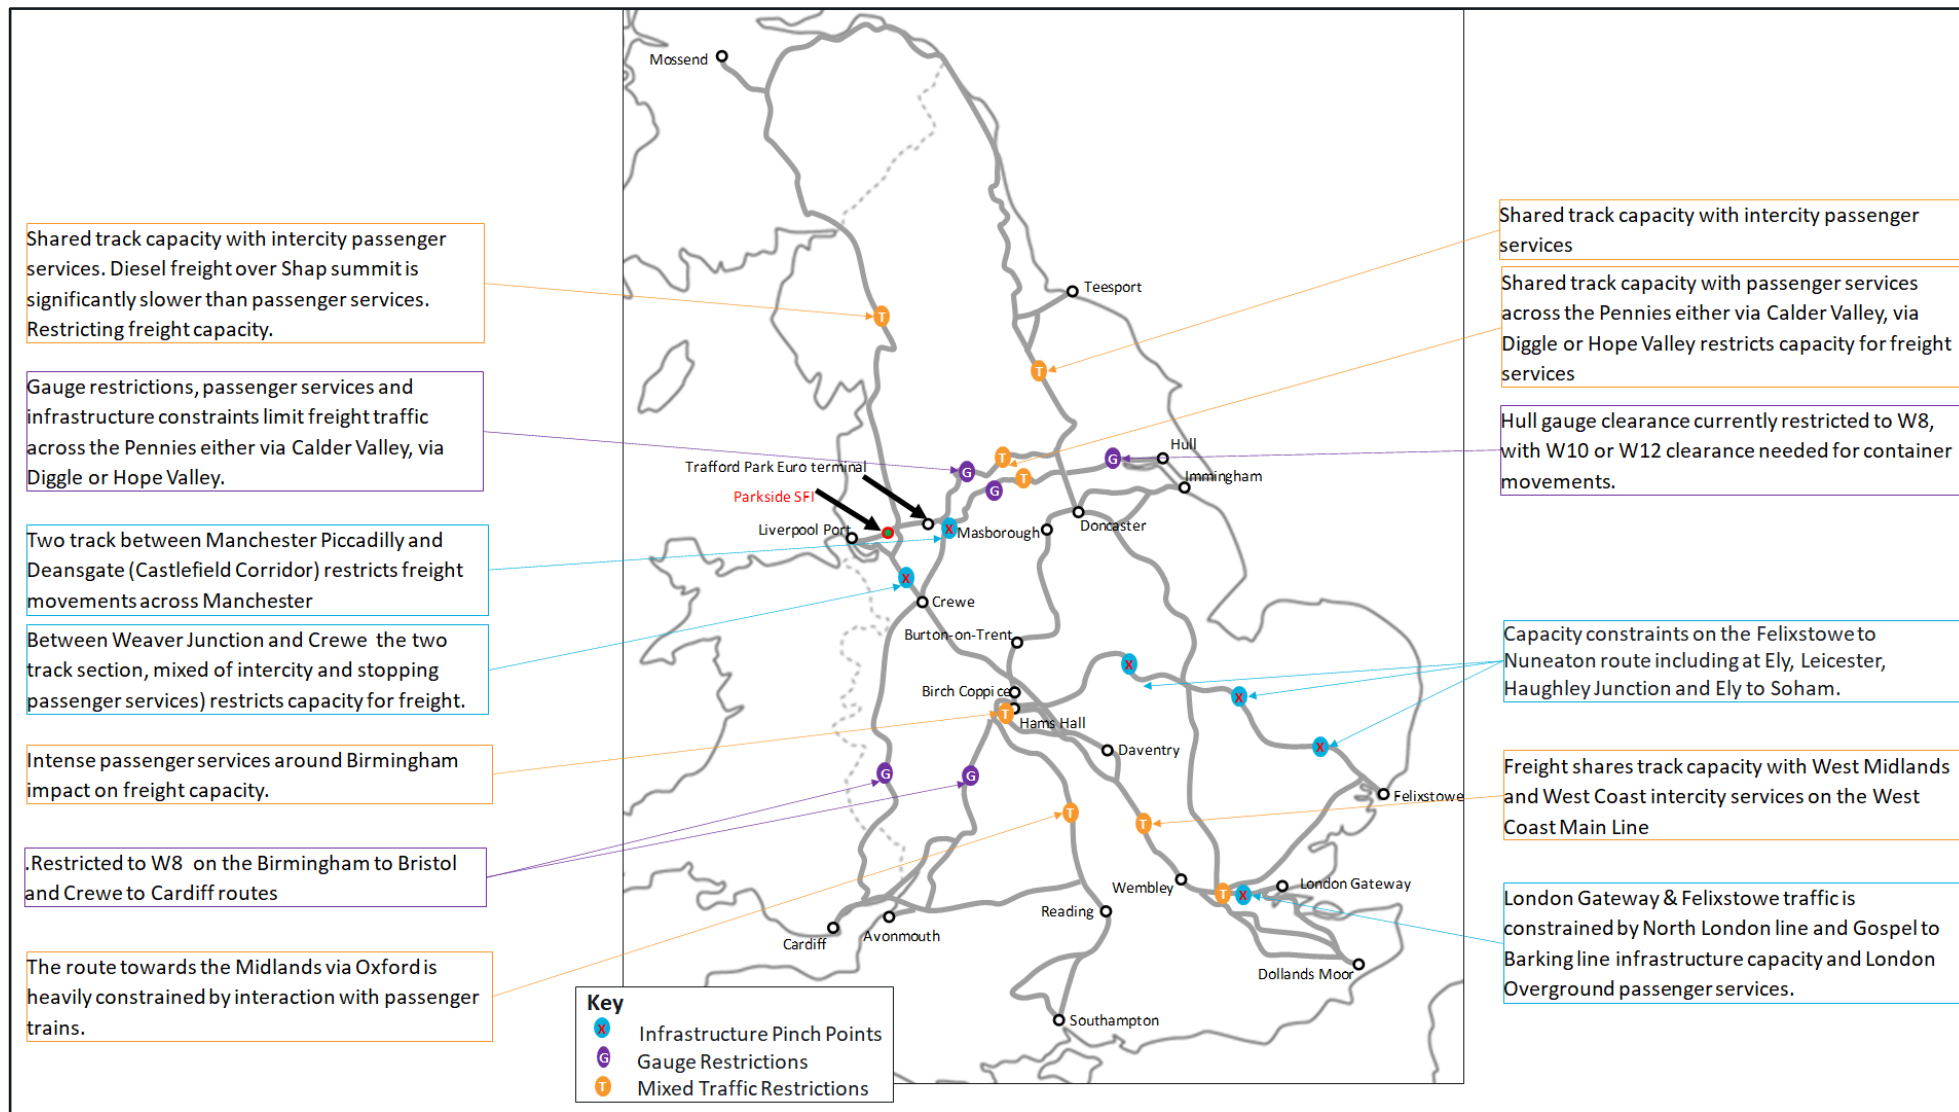 Shared track capacity with intercity passenger
services. Diesel freight over Shap summit is
significantly slower than passenger services.
Restricting freight capacity.
Gauge restrictions, passenger services and
infrastructure constraints limit freight traffic
across the Pennies either via Calder Valley, via
Diggle or Hope Valley.
Two track between Manchester Piccadilly and
Deansgate (Castlefield Corridor) restricts freight
movements across Manchester
Between Weaver Junction and Crewe the two
track section, mixed of intercity and stopping
passenger services) restricts capacity for freight.
Intense passenger services around Birmingham
impact on freight capacity.
.Restricted to W8 on the Birmingham to Bristol
and Crewe to Cardiff routes
The route towards the Midlands via Oxford is
heavily constrained by interaction with passenger
trains.
Mossend
Teesport
T
T
Hull
T
G
G
Trafford Park Euro terminal
T
Immingham
G
Parkside SFI
Liverpool Port
X
Masborough
Doncaster
X
Crewe
Burton-on-Trent
X
Birch Coppice
X
T
Hams Hall
Daventry
X
G
G
Felixstowe
T
T
Wembley
T
X
London Gateway
Reading
Cardiff
Avonmouth
Dollands Moor
Southampton
Key
X Infrastructure Pinch Points
G Gauge Restrictions
T Mixed Traffic Restrictions
Shared track capacity with intercity passenger
services
Shared track capacity with passenger services
across the Pennies either via Calder Valley, via
Diggle or Hope Valley restricts capacity for freight
services
Hull gauge clearance currently restricted to W8,
with W10 or W12 clearance needed for container
movements.
Capacity constraints on the Felixstowe to
Nuneaton route including at Ely, Leicester,
Haughley Junction and Ely to Soham.
Freight shares track capacity with West Midlands
and West Coast intercity services on the West
Coast Main Line
London Gateway & Felixstowe traffic is
constrained by North London line and Gospel to
Barking line infrastructure capacity and London
Overground passenger services.